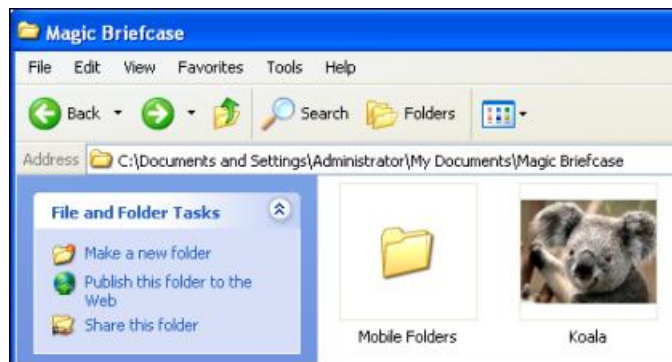 Magic Briefcase
File Edit View Favorites Tools Help
Back Search Folders
Address C:\Documents and Settings\Administrator\My Documents\Magic Briefcase
File and Folder Tasks
Make a new folder
Publish this folder to the
Web
Share this folder
Mobile Folders Koala